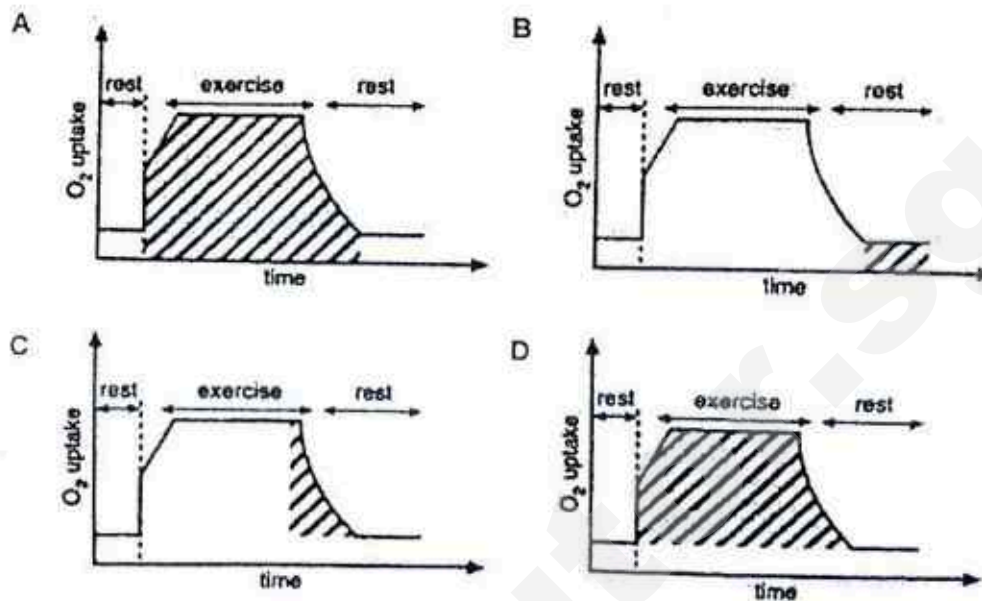 A
rest
exercise
rest
O2 uptake
time
B
rest
exercise
rest
O2 uptake
time
C
rest
exercise
rest
O2 uptake
time
D
rest
exercise
rest
O2 uptake
time